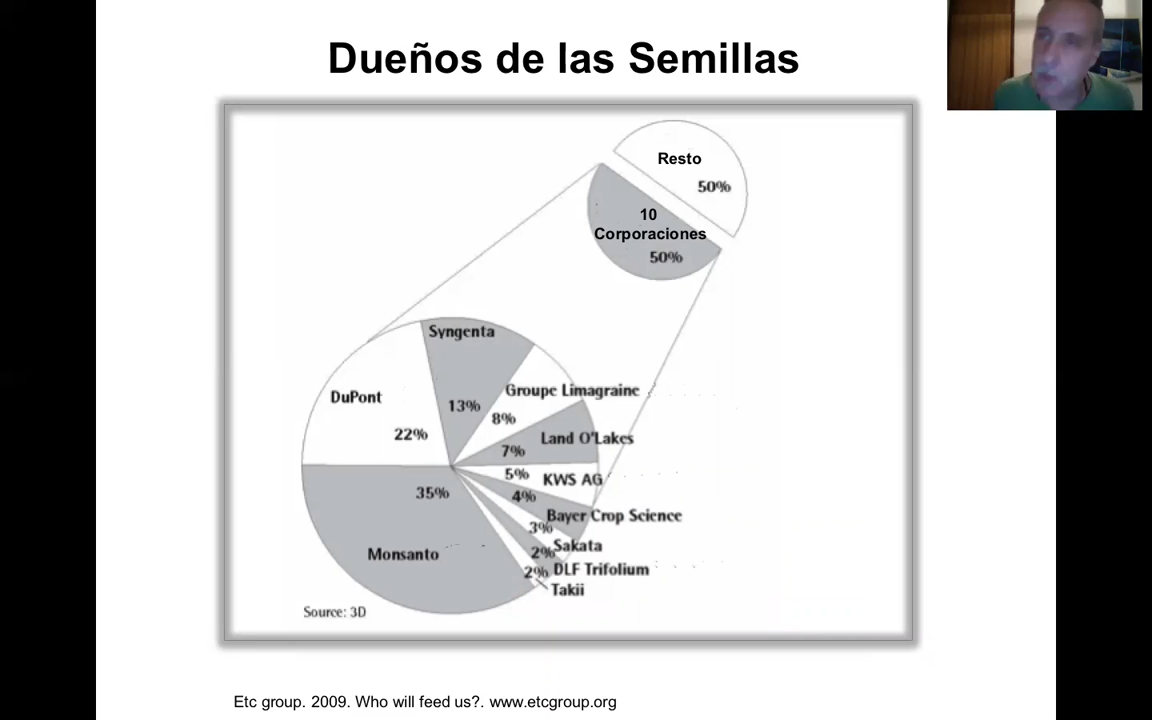 Dueños de las Semillas
Resto
50%
10
Corporaciones
50%
Syngenta
13%
DuPont
22%
Groupe Limagraine
8%
Land O'Lakes
7%
5%
KWS AG
4%
Bayer Crop Science
3%
Sakata
2%
DLF Trifolium
2%
Takii
35%
Monsanto
Source: 3D
Etc group. 2009. Who will feed us?. www.etcgroup.org